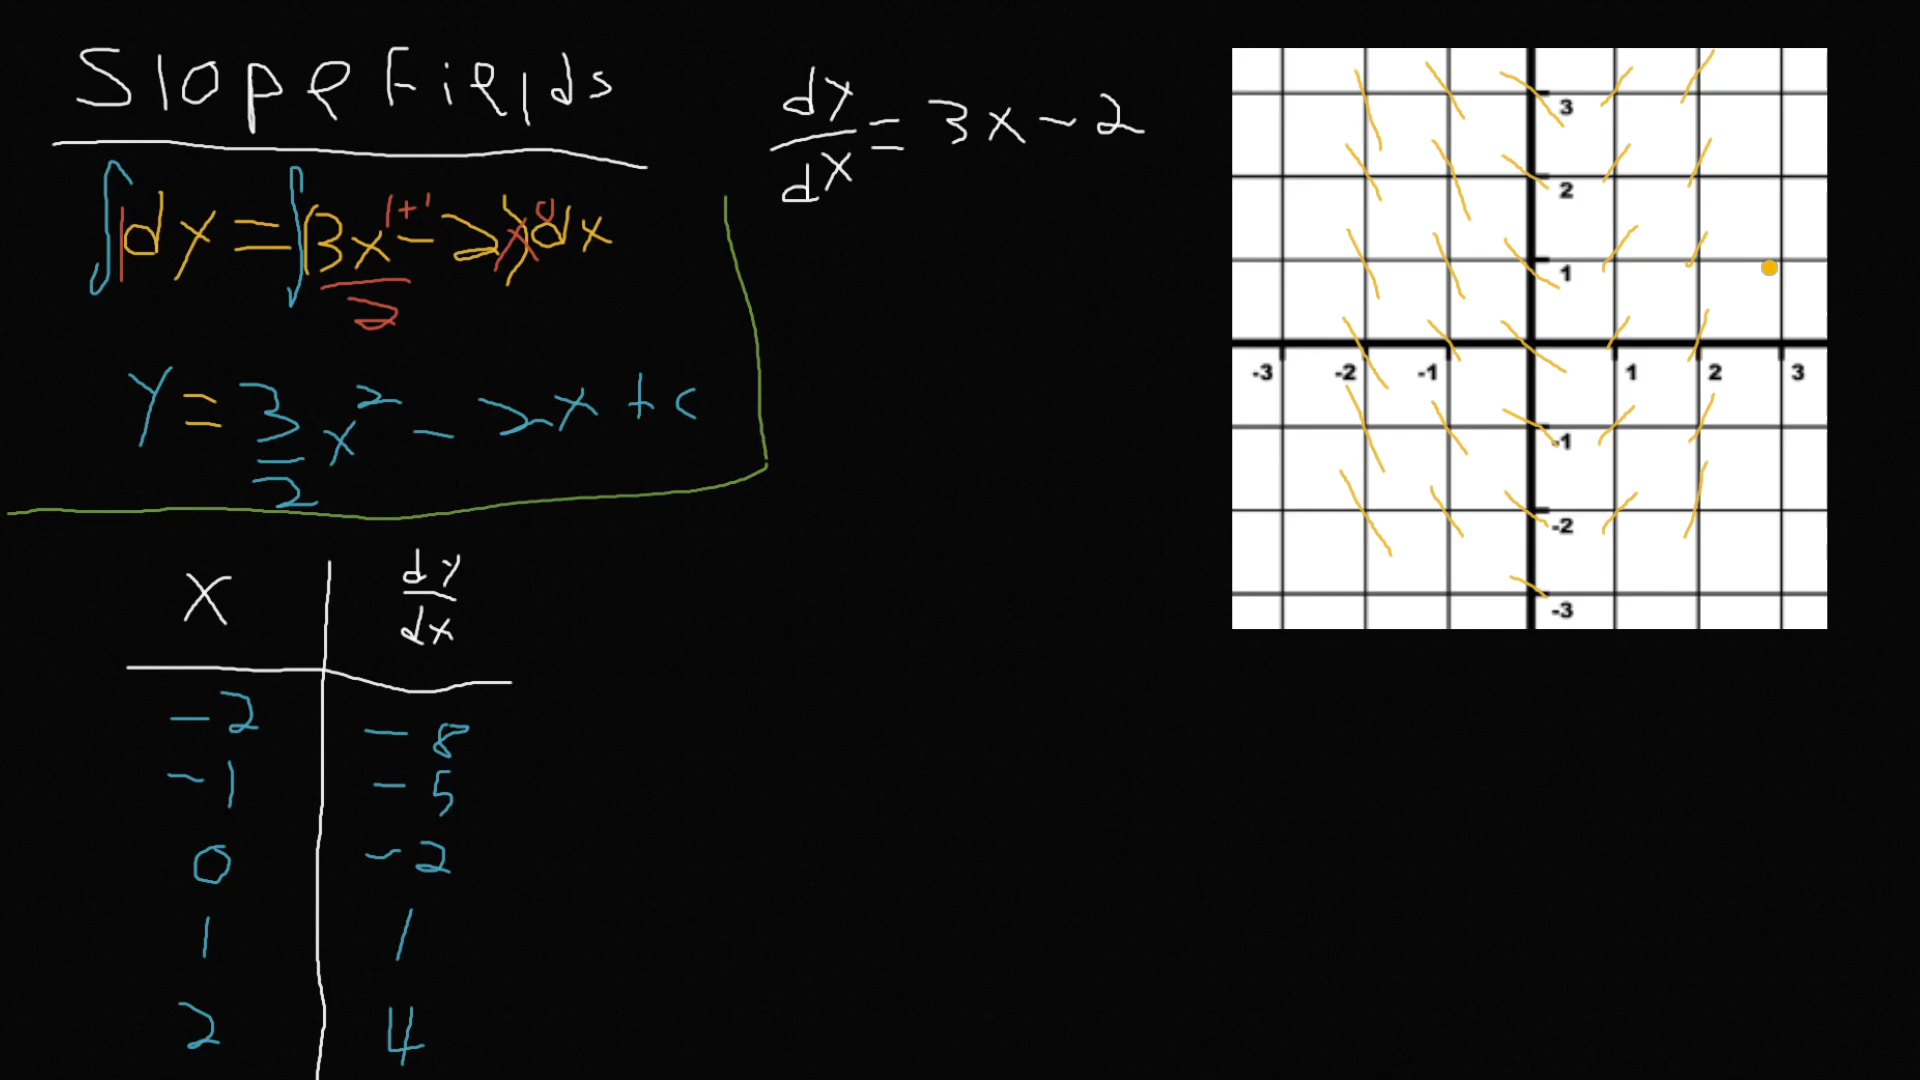 Slope Fields
dy/dx = 3x - 2
∫ 1 dy = ∫ (3x^(1+1)/2 - 2x^0) dx
y = 3/2 x^2 - 2x + c
x | dy/dx
-2 | -8
-1 | -5
0 | -2
1 | 1
2 | 4
3
2
1
-3 -2 -1 1 2 3
-1
-2
-3